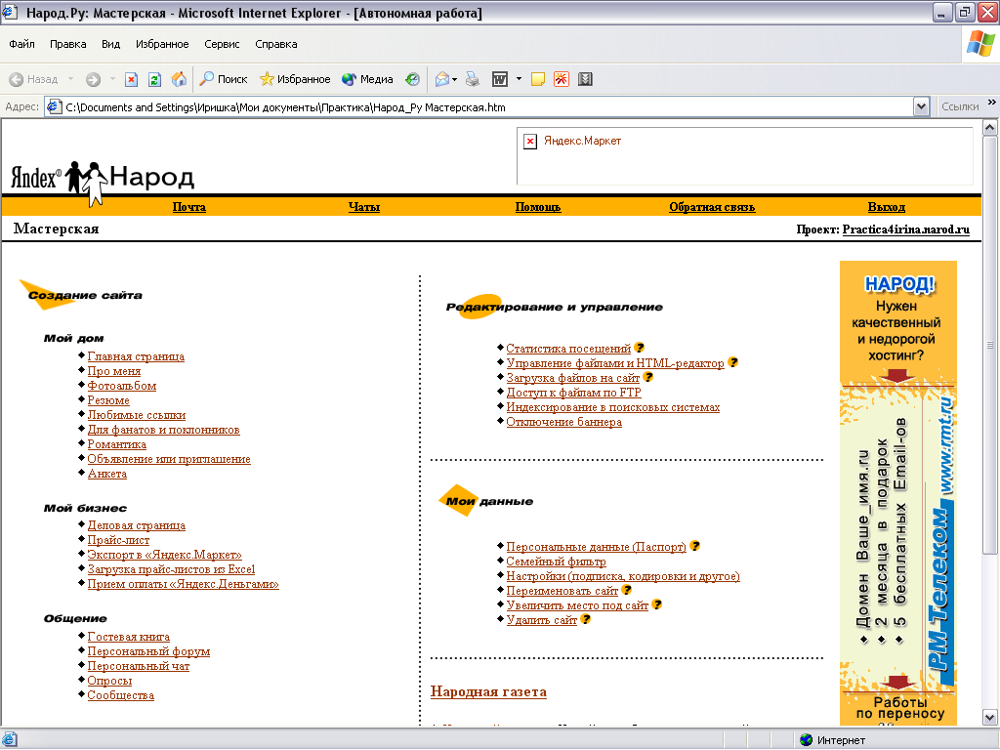 Народ.Ру: Мастерская - Microsoft Internet Explorer - [Автономная работа]
Файл Правка Вид Избранное Сервис Справка
Назад Поиск Избранное Медиа
Адрес: C:\Documents and Settings\Иришка\Мои документы\Практика\Народ_Ру Мастерская.htm Ссылки »
Яндекс.Маркет
Яndex® Народ
Почта Чаты Помощь Обратная связь Выход
Мастерская Проект: Practica4irina.narod.ru
Создание сайта
Мой дом
Главная страница
Про меня
Фотоальбом
Резюме
Любимые ссылки
Для фанатов и поклонников
Романтика
Объявление или приглашение
Анкета
Мой бизнес
Деловая страница
Прайс-лист
Экспорт в «Яндекс.Маркет»
Загрузка прайс-листов из Excel
Прием оплаты «Яндекс.Деньгами»
Общение
Гостевая книга
Персональный форум
Персональный чат
Опросы
Сообщества
Редактирование и управление
Статистика посещений ?
Управление файлами и HTML-редактор ?
Загрузка файлов на сайт ?
Доступ к файлам по FTP
Индексирование в поисковых системах
Отключение баннера
Мои данные
Персональные данные (Паспорт) ?
Семейный фильтр
Настройки (подписка, кодировки и другое)
Переименовать сайт ?
Увеличить место под сайт ?
Удалить сайт ?
Народная газета
НАРОД!
Нужен
качественный
и недорогой
хостинг?
Домен Ваше_имя.ru
2 месяца в подарок
5 бесплатных Email-ов
РМ Телеком www.rmt.ru
Работы
по переносу
Интернет